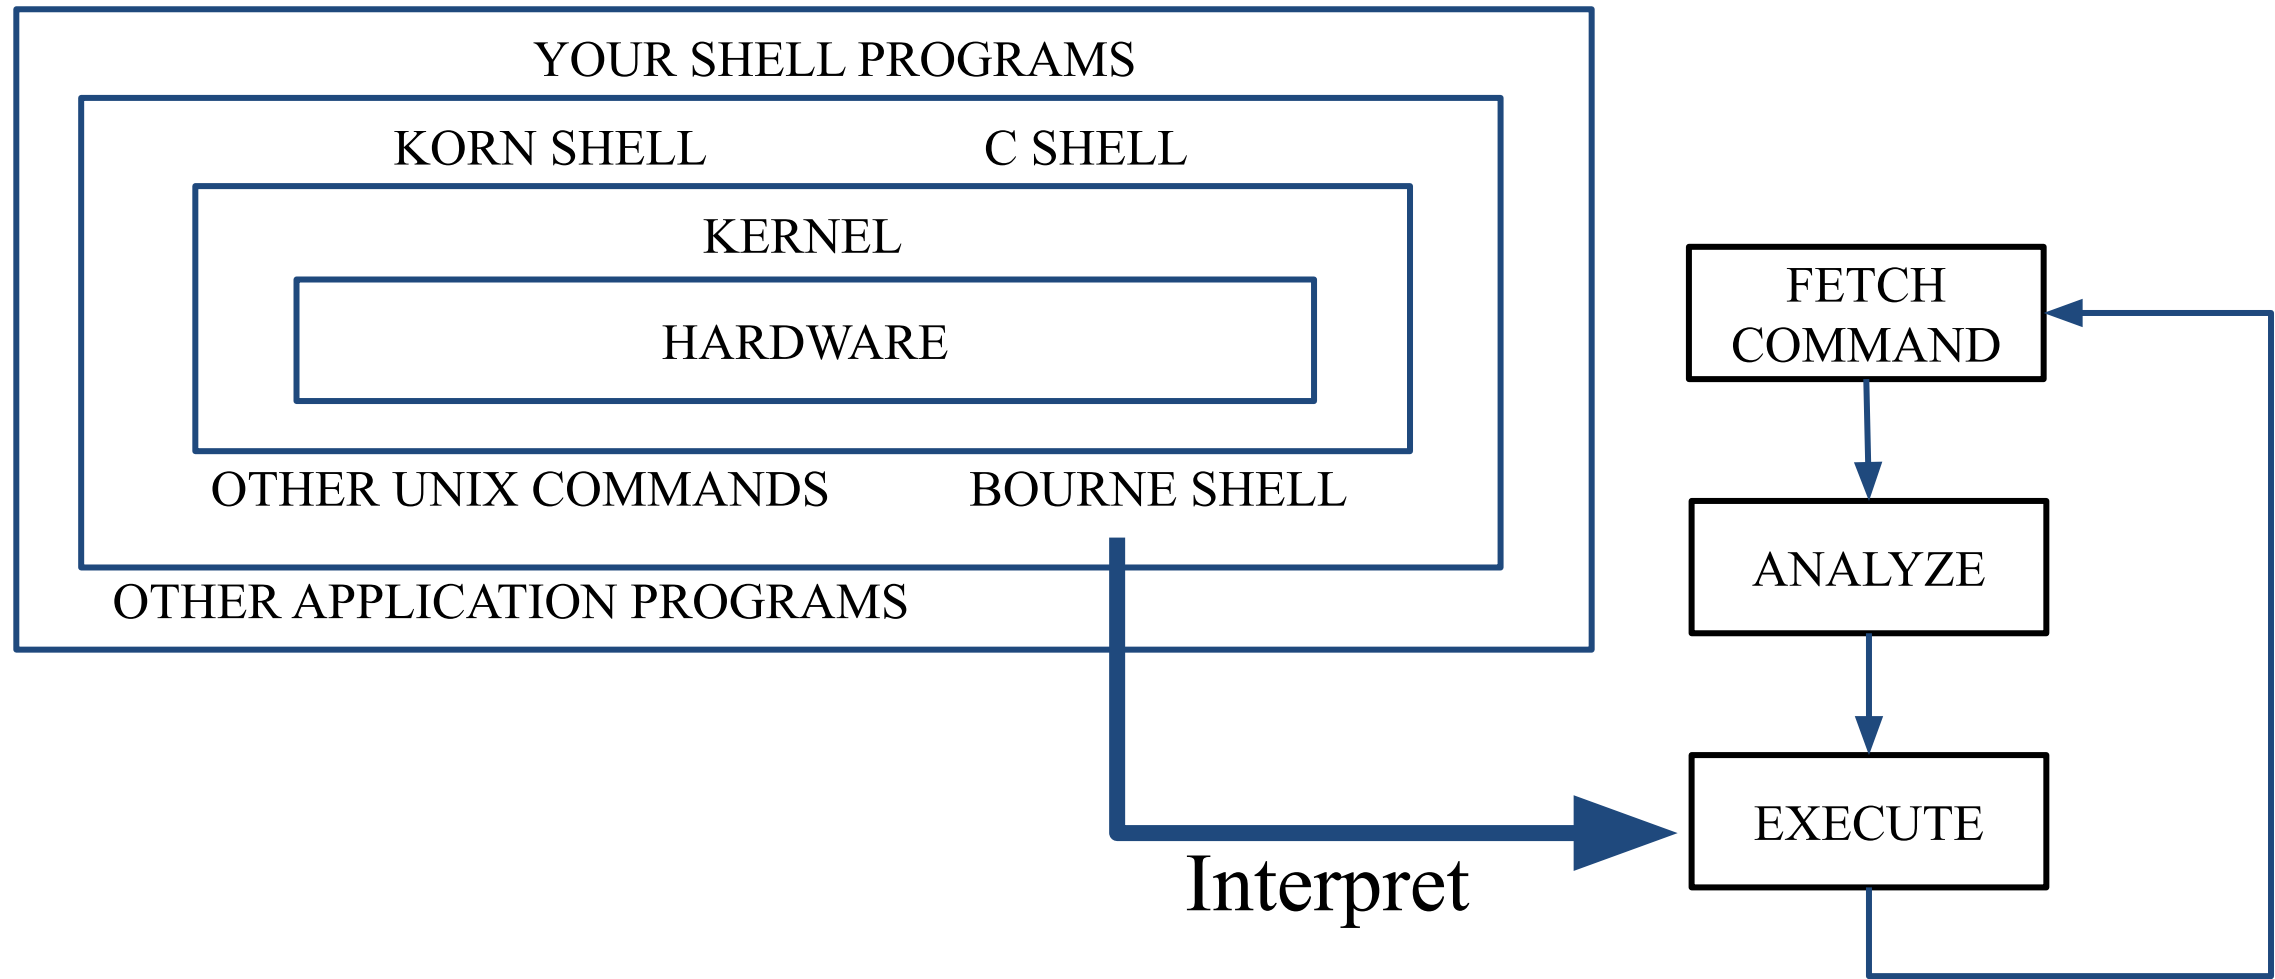 YOUR SHELL PROGRAMS
KORN SHELL
C SHELL
KERNEL
HARDWARE
OTHER UNIX COMMANDS
BOURNE SHELL
OTHER APPLICATION PROGRAMS
Interpret
FETCH
COMMAND
ANALYZE
EXECUTE